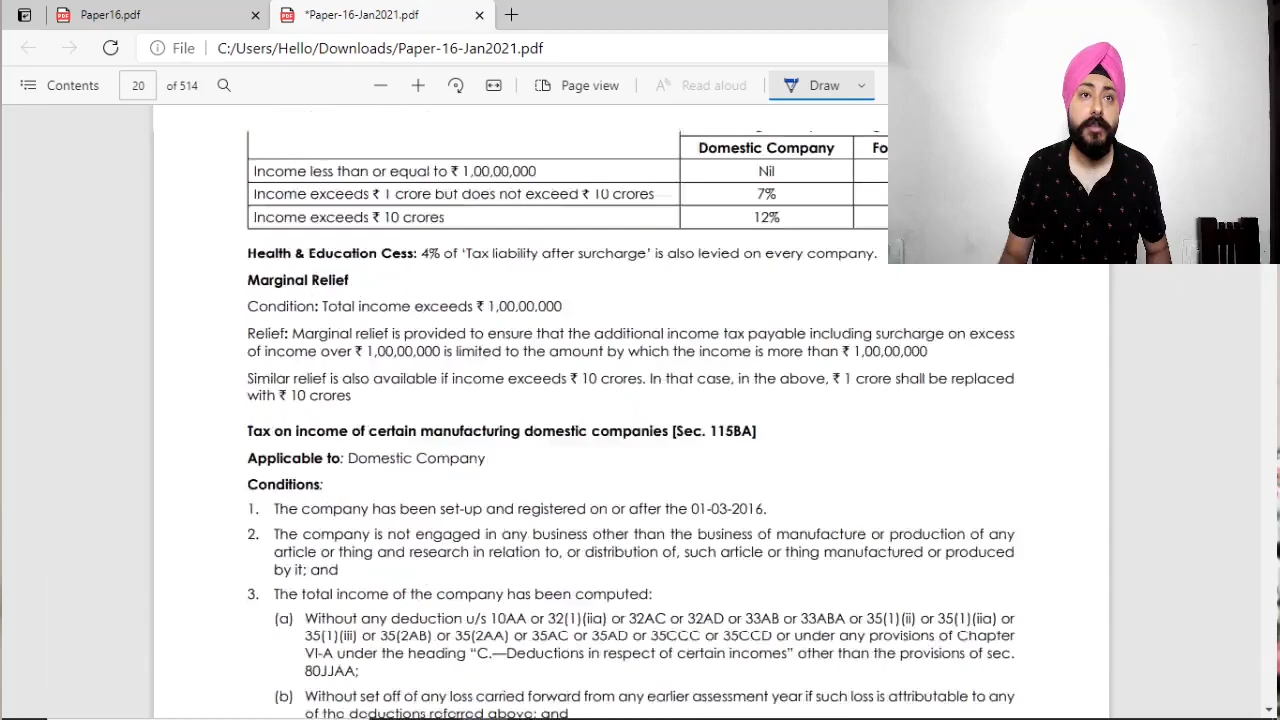 Paper16.pdf
*Paper-16-Jan2021.pdf
File
C:/Users/Hello/Downloads/Paper-16-Jan2021.pdf
Contents
20
of 514
Page view
Read aloud
Draw
Domestic Company
Fo
Income less than or equal to ₹ 1,00,00,000
Nil
Income exceeds ₹ 1 crore but does not exceed ₹ 10 crores
7%
Income exceeds ₹ 10 crores
12%
Health & Education Cess: 4% of ‘Tax liability after surcharge’ is also levied on every company.
Marginal Relief
Condition: Total income exceeds ₹ 1,00,00,000
Relief: Marginal relief is provided to ensure that the additional income tax payable including surcharge on excess
of income over ₹ 1,00,00,000 is limited to the amount by which the income is more than ₹ 1,00,00,000
Similar relief is also available if income exceeds ₹ 10 crores. In that case, in the above, ₹ 1 crore shall be replaced
with ₹ 10 crores
Tax on income of certain manufacturing domestic companies [Sec. 115BA]
Applicable to: Domestic Company
Conditions:
1. The company has been set-up and registered on or after the 01-03-2016.
2. The company is not engaged in any business other than the business of manufacture or production of any
article or thing and research in relation to, or distribution of, such article or thing manufactured or produced
by it; and
3. The total income of the company has been computed:
(a) Without any deduction u/s 10AA or 32(1)(iia) or 32AC or 32AD or 33AB or 33ABA or 35(1)(ii) or 35(1)(iia) or
35(1)(iii) or 35(2AB) or 35(2AA) or 35AC or 35AD or 35CCC or 35CCD or under any provisions of Chapter
VI-A under the heading “C.—Deductions in respect of certain incomes” other than the provisions of sec.
80JJAA;
(b) Without set off of any loss carried forward from any earlier assessment year if such loss is attributable to any
of the deductions referred above; and